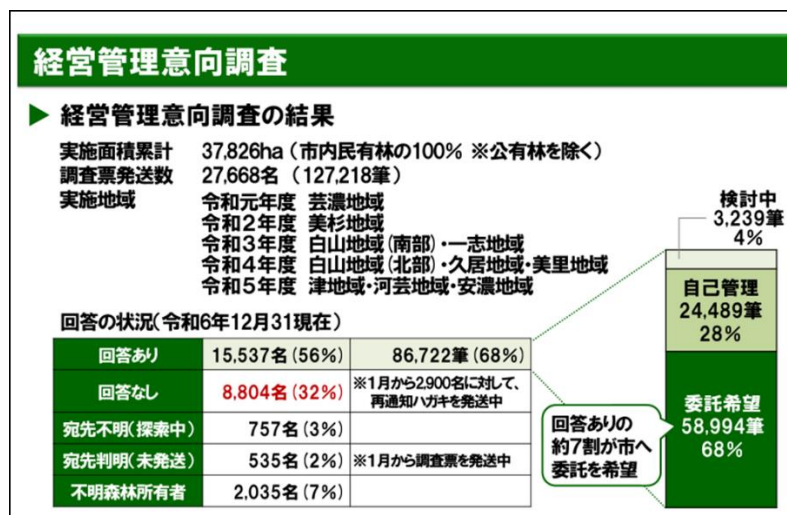 経営管理意向調査
▶ 経営管理意向調査の結果
実施面積累計 37,826ha（市内民有林の100% ※公有林を除く）
調査票発送数 27,668名（127,218筆）
実施地域 令和元年度 芸濃地域
令和2年度 美杉地域
令和3年度 白山地域（南部）・一志地域
令和4年度 白山地域（北部）・久居地域・美里地域
令和5年度 津地域・河芸地域・安濃地域
回答の状況（令和6年12月31現在）
回答あり 15,537名（56%） 86,722筆（68%）
回答なし 8,804名（32%） ※1月から2,900名に対して、
再通知ハガキを発送中
宛先不明（探索中） 757名（3%）
宛先判明（未発送） 535名（2%） ※1月から調査票を発送中
不明森林所有者 2,035名（7%）
検討中
3,239筆
4%
自己管理
24,489筆
28%
委託希望
58,994筆
68%
回答ありの
約7割が市へ
委託を希望